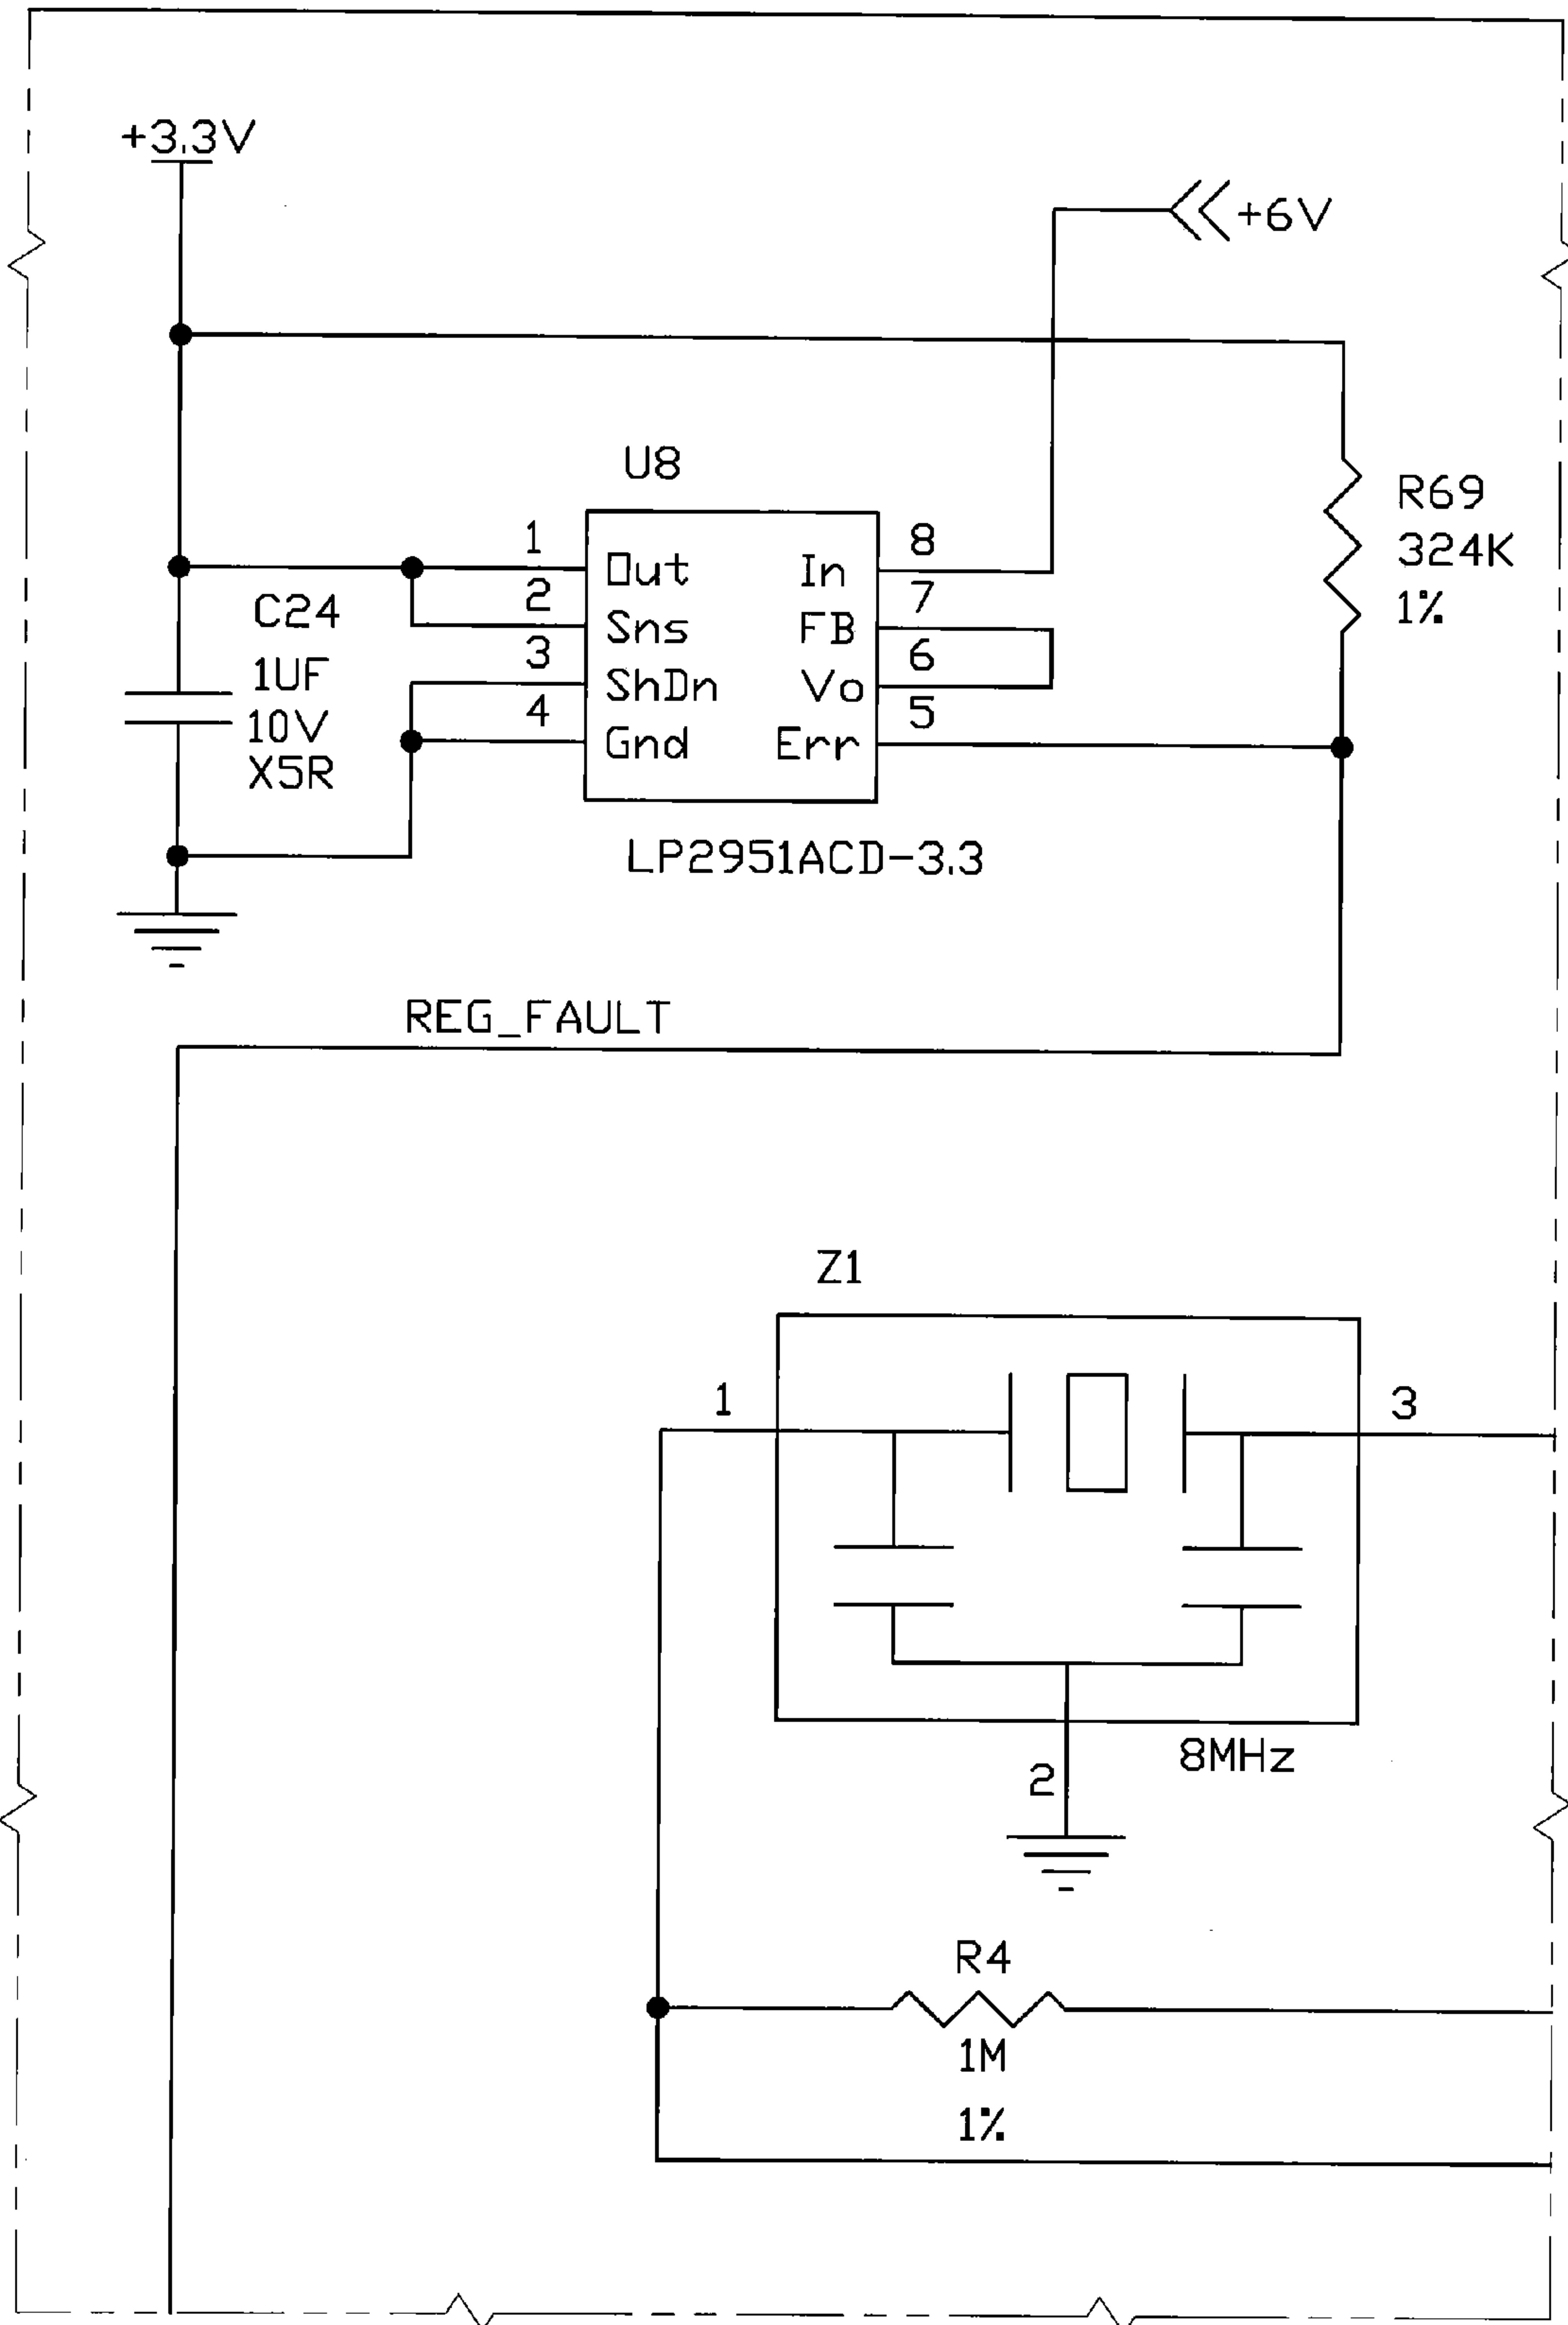 +3.3V
+6V
U8
R69
324K
1%
1
Out
In
8
2
Sns
FB
7
3
ShDn
Vo
6
4
Gnd
Err
5
C24
1UF
10V
X5R
LP2951ACD-3.3
REG_FAULT
Z1
1
3
8MHz
2
R4
1M
1%